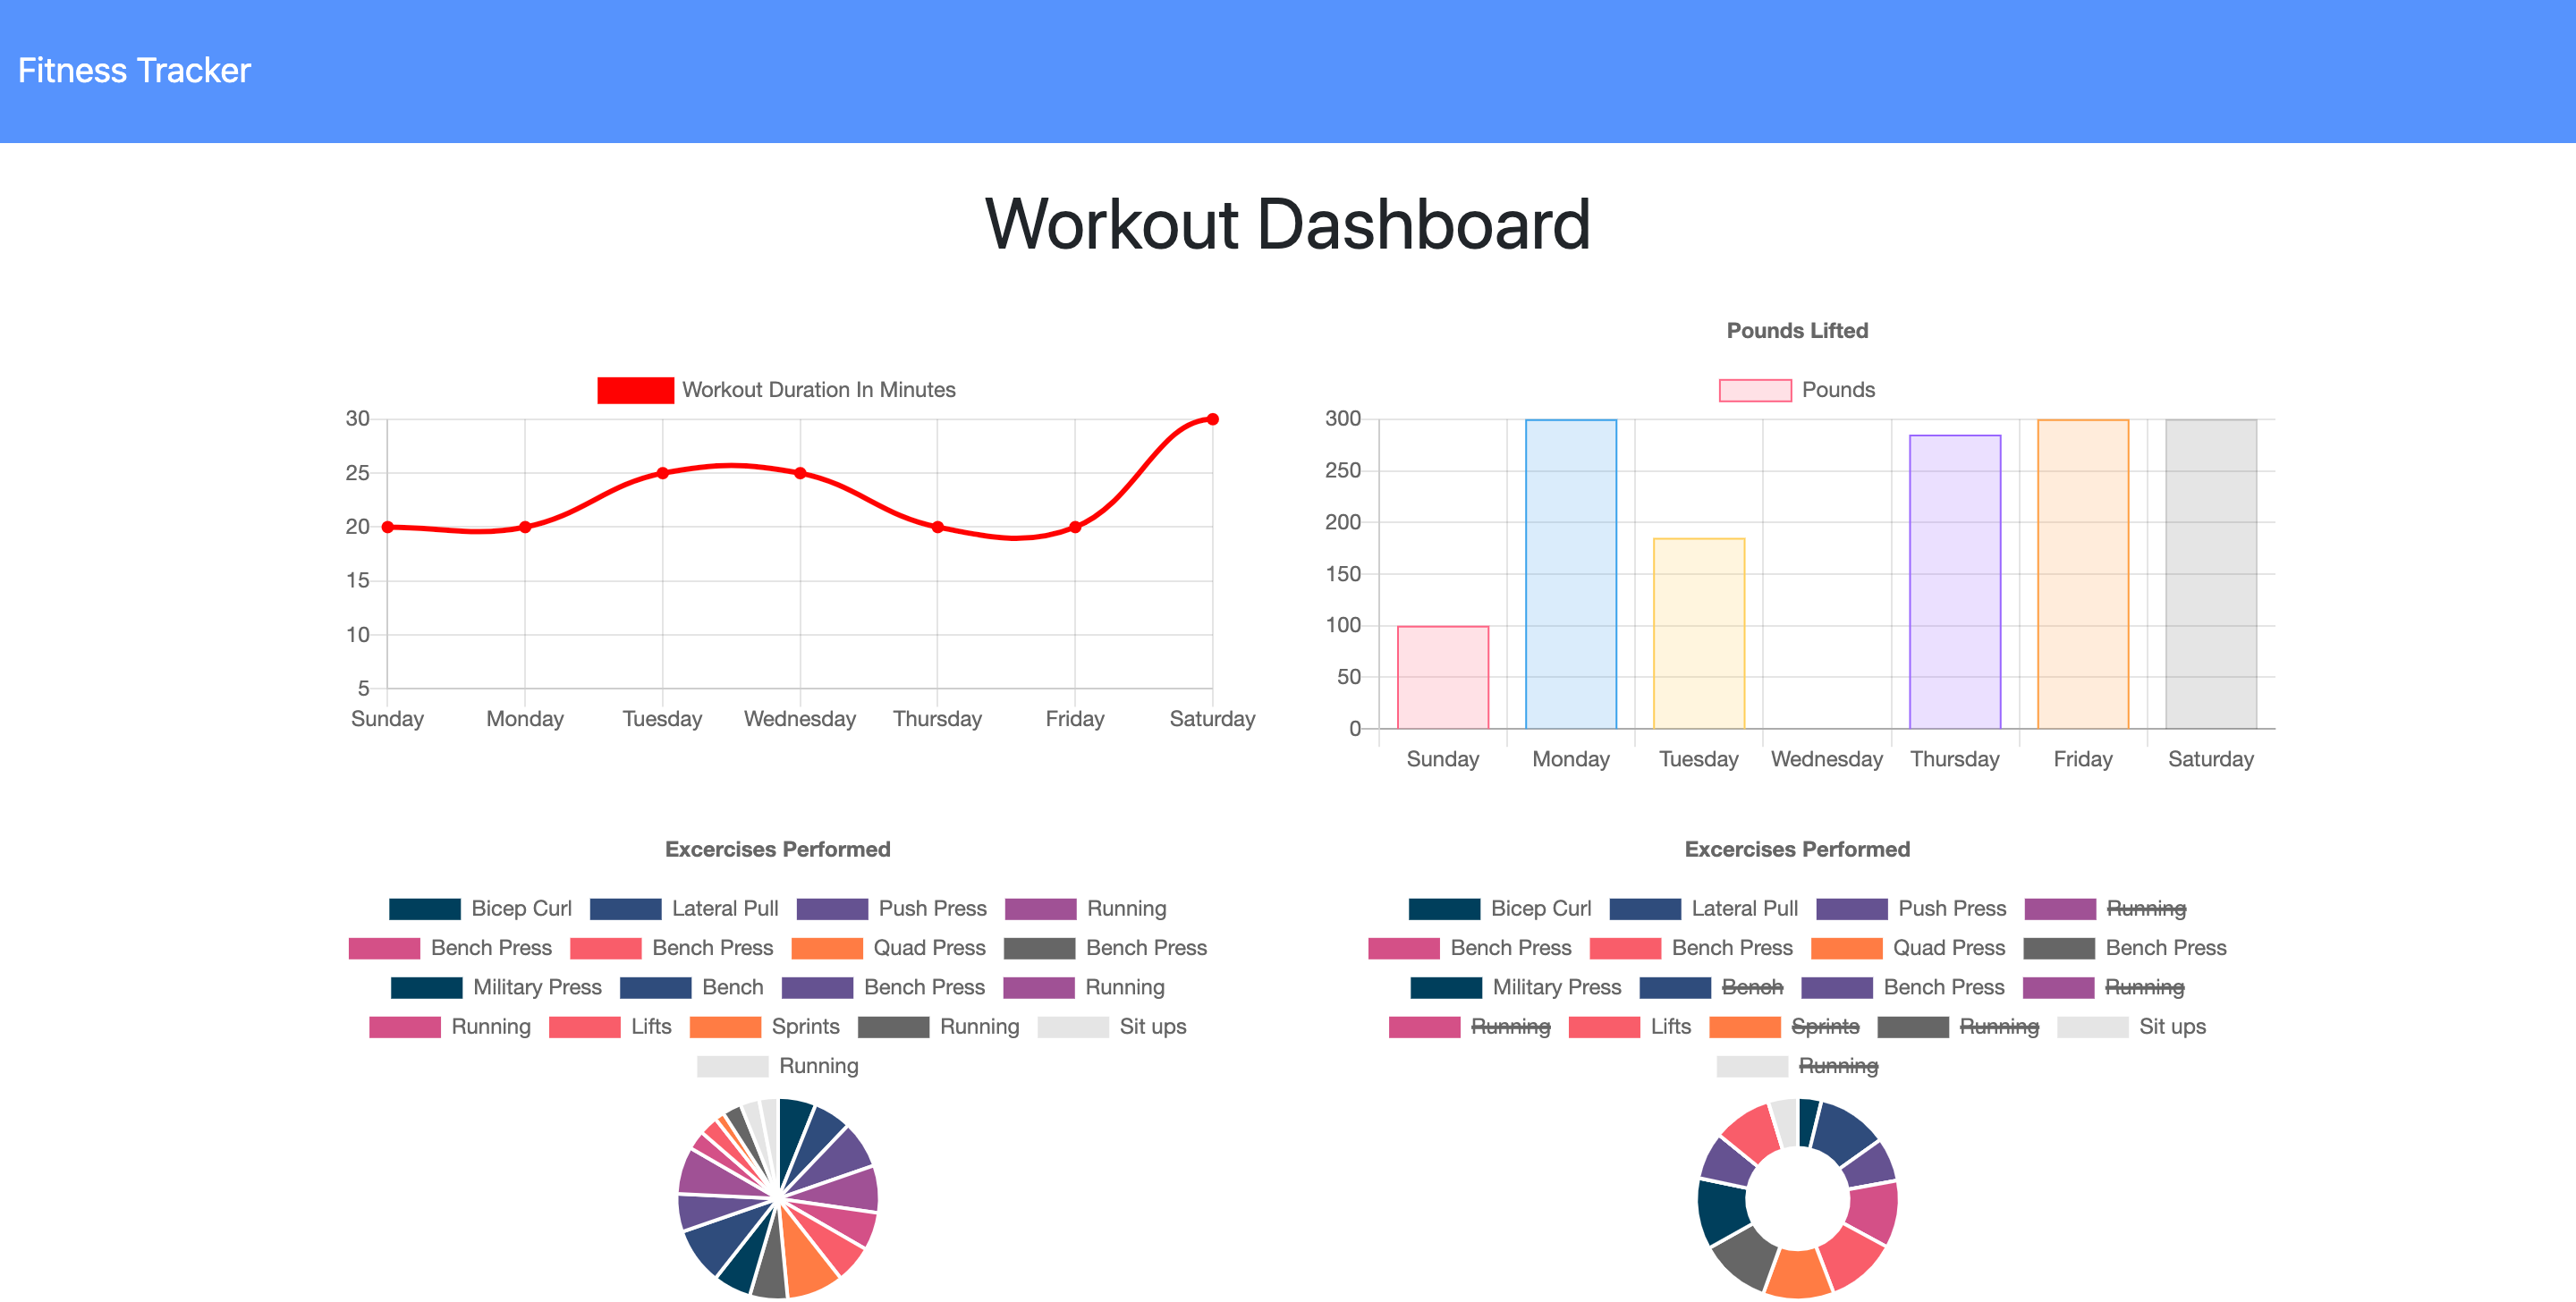 Fitness Tracker
Workout Dashboard
Workout Duration In Minutes
30
25
20
15
10
5
Sunday Monday Tuesday Wednesday Thursday Friday Saturday
Pounds Lifted
Pounds
300
250
200
150
100
50
0
Sunday Monday Tuesday Wednesday Thursday Friday Saturday
Excercises Performed
Bicep Curl Lateral Pull Push Press Running
Bench Press Bench Press Quad Press Bench Press
Military Press Bench Bench Press Running
Running Lifts Sprints Running Sit ups
Running
Excercises Performed
Bicep Curl Lateral Pull Push Press Running
Bench Press Bench Press Quad Press Bench Press
Military Press Bench Bench Press Running
Running Lifts Sprints Running Sit ups
Running